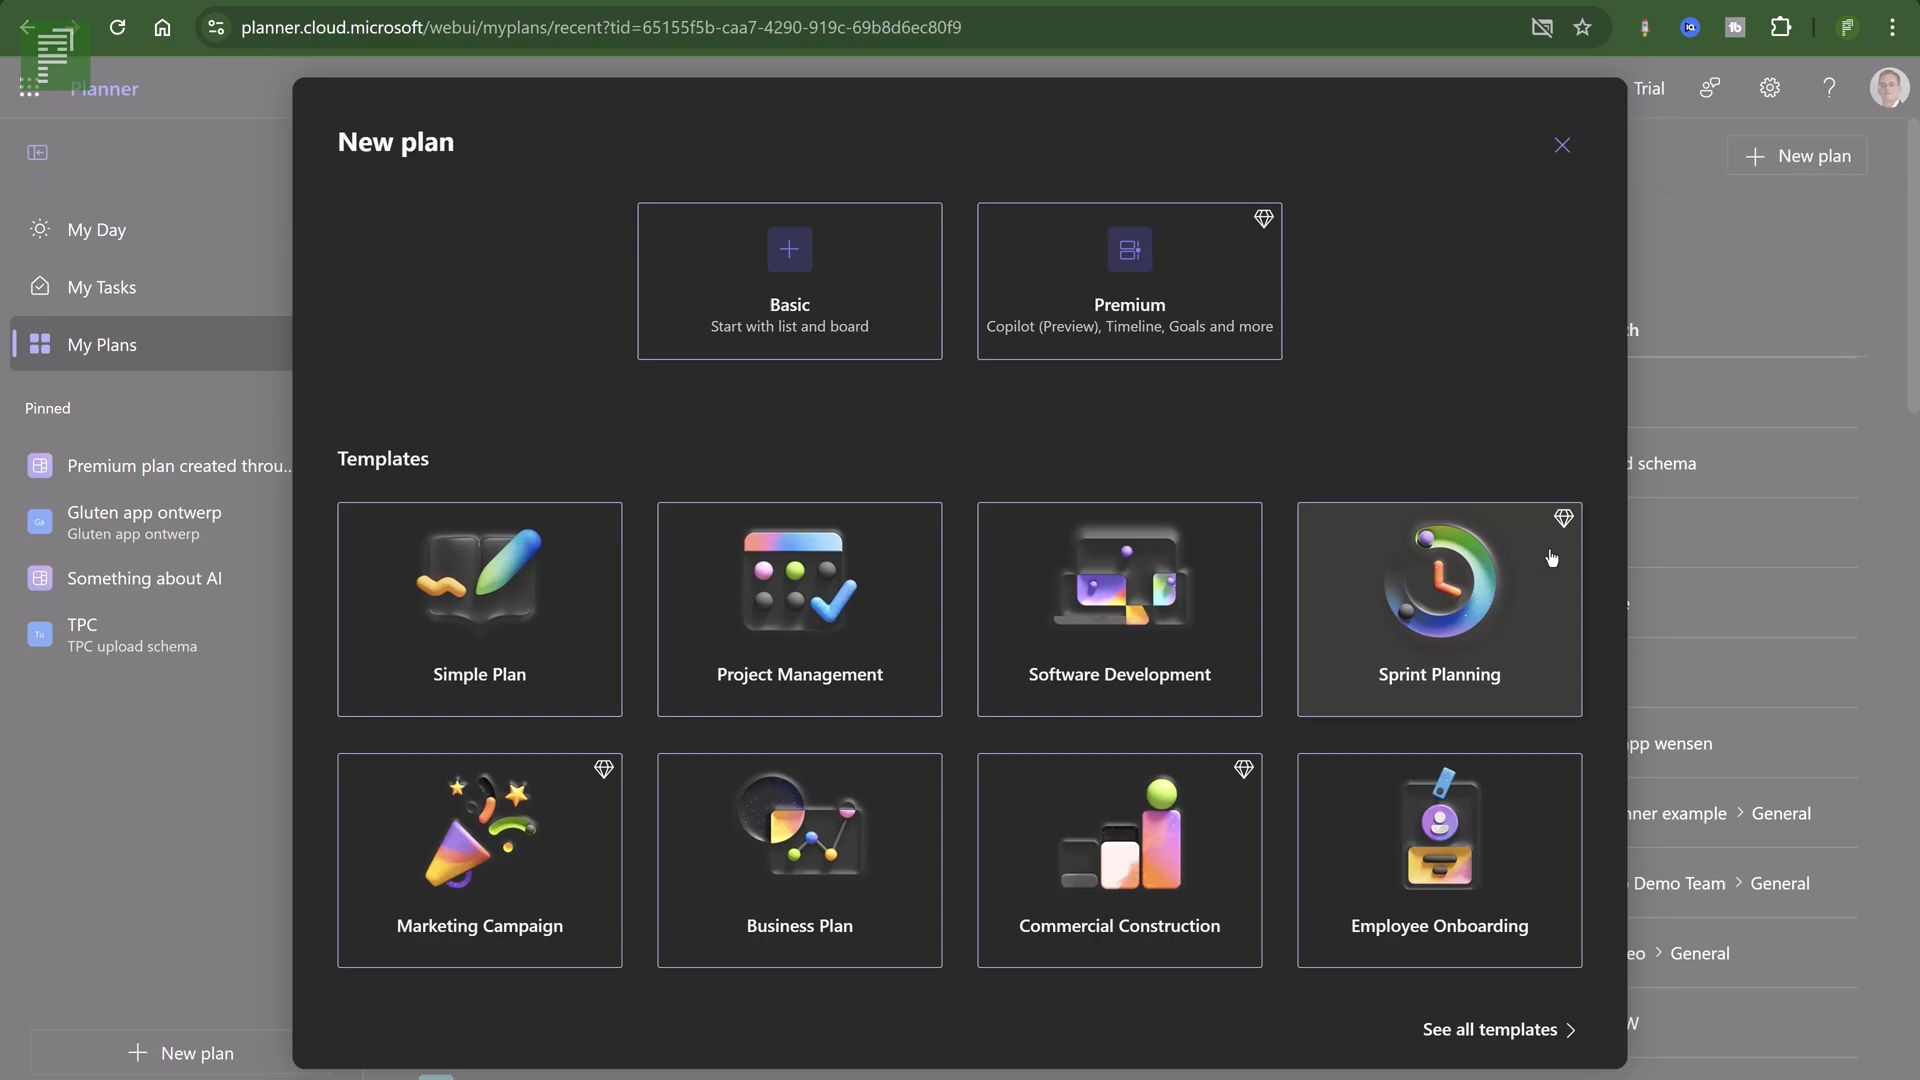 planner.cloud.microsoft/webui/myplans/recent?tid=65155f5b-caa7-4290-919c-69b8d6ec80f9
Planner
Trial
New plan
New plan
My Day
My Tasks
My Plans
Pinned
Premium plan created throu...
Ga
Gluten app ontwerp
Gluten app ontwerp
Something about AI
Tu
TPC
TPC upload schema
New plan
Basic
Start with list and board
Premium
Copilot (Preview), Timeline, Goals and more
Templates
Simple Plan
Project Management
Software Development
Sprint Planning
Marketing Campaign
Business Plan
Commercial Construction
Employee Onboarding
See all templates
schema
wensen
example > General
Demo Team > General
General